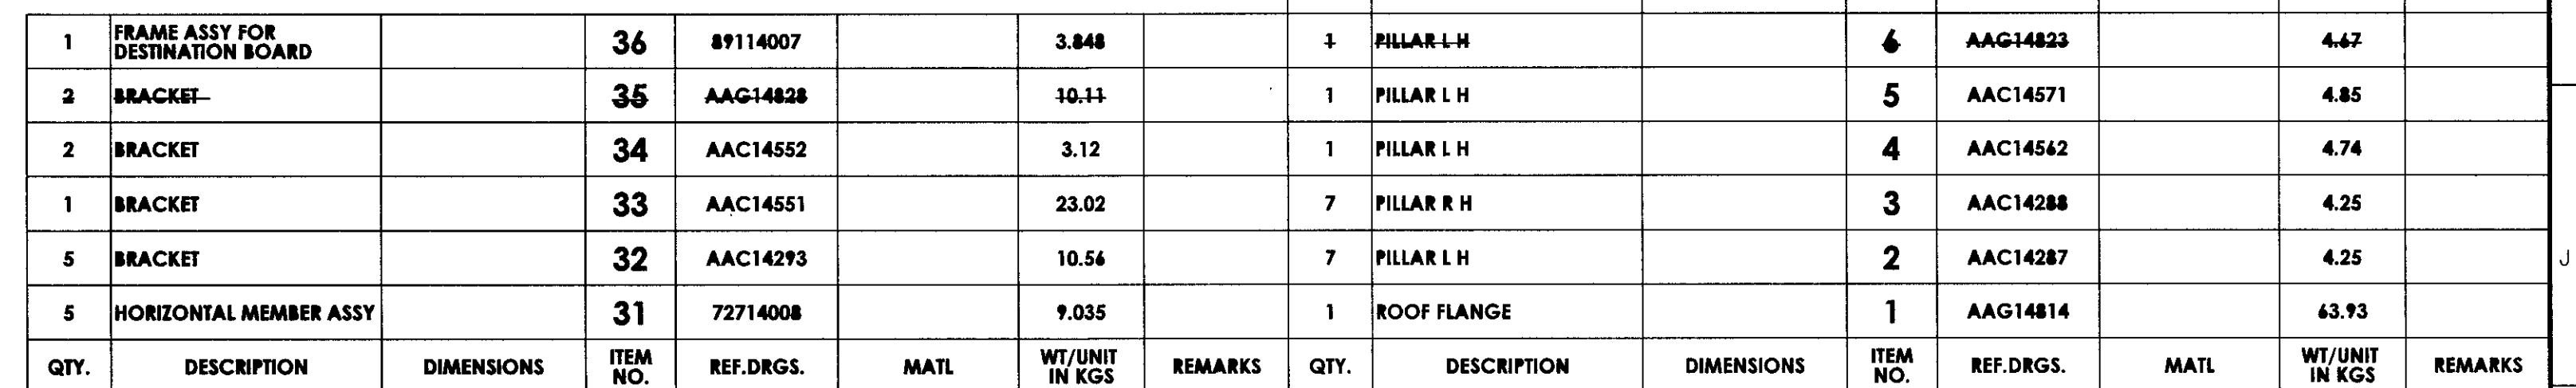 1 FRAME ASSY FOR DESTINATION BOARD 36 89114007 3.848 1 PILLAR L H 6 AAG14823 4.67
2 BRACKET 35 AAG14828 10.11 1 PILLAR L H 5 AAC14571 4.85
2 BRACKET 34 AAC14552 3.12 1 PILLAR L H 4 AAC14562 4.74
1 BRACKET 33 AAC14551 23.02 7 PILLAR R H 3 AAC14288 4.25
5 BRACKET 32 AAC14293 10.56 7 PILLAR L H 2 AAC14287 4.25 J
5 HORIZONTAL MEMBER ASSY 31 72714008 9.035 1 ROOF FLANGE 1 AAG14814 63.93
QTY. DESCRIPTION DIMENSIONS ITEM NO. REF.DRGS. MATL WT/UNIT IN KGS REMARKS QTY. DESCRIPTION DIMENSIONS ITEM NO. REF.DRGS. MATL WT/UNIT IN KGS REMARKS